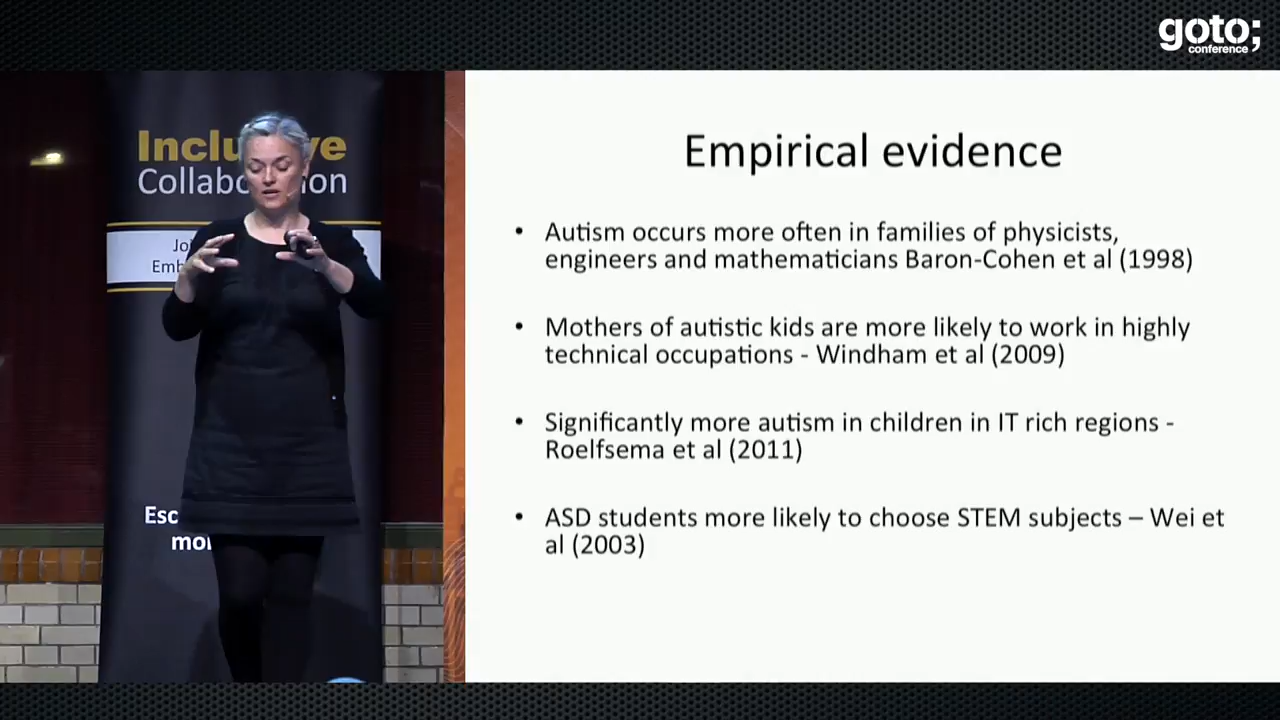 goto;
conference
Collabo
Empirical evidence
• Autism occurs more often in families of physicists,
engineers and mathematicians Baron-Cohen et al (1998)
• Mothers of autistic kids are more likely to work in highly
technical occupations - Windham et al (2009)
• Significantly more autism in children in IT rich regions -
Roelfsema et al (2011)
• ASD students more likely to choose STEM subjects – Wei et
al (2003)